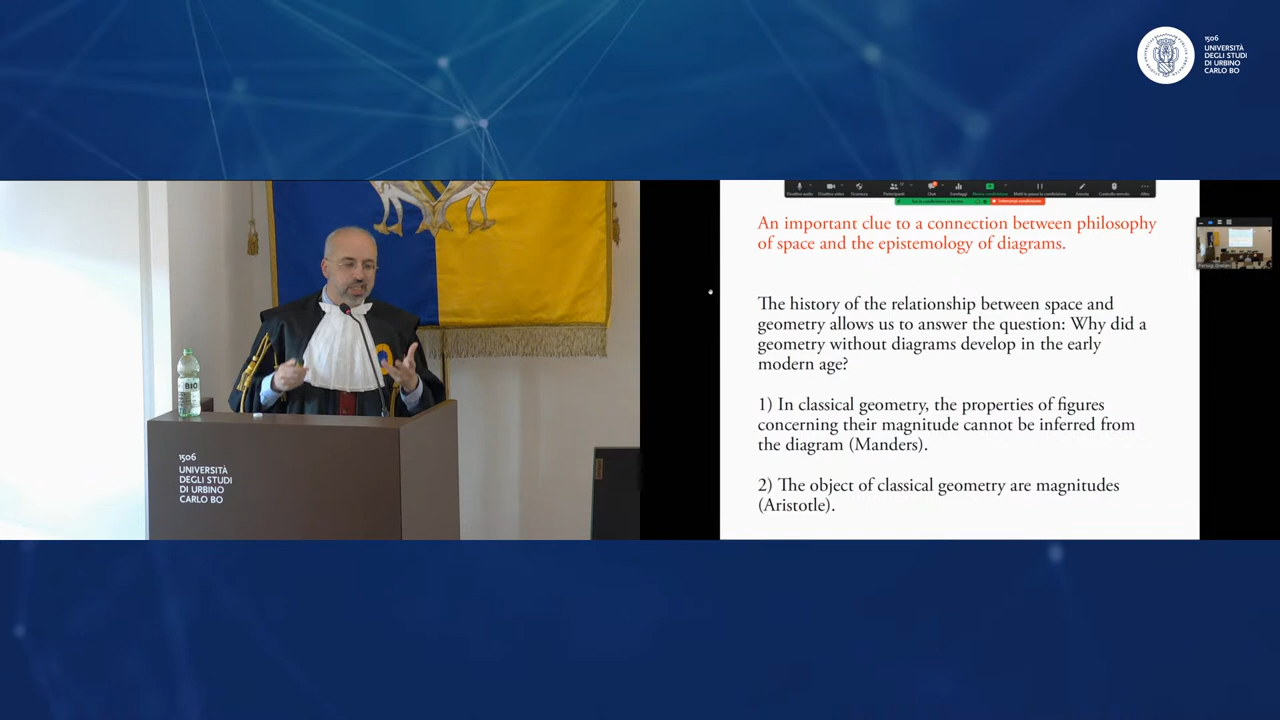 1506
UNIVERSITÀ
DEGLI STUDI
DI URBINO
CARLO BO
An important clue to a connection between philosophy
of space and the epistemology of diagrams.
The history of the relationship between space and
geometry allows us to answer the question: Why did a
geometry without diagrams develop in the early
modern age?
1) In classical geometry, the properties of figures
concerning their magnitude cannot be inferred from
the diagram (Manders).
2) The object of classical geometry are magnitudes
(Aristotle).
BIO
1506
UNIVERSITÀ
DEGLI STUDI
DI URBINO
CARLO BO